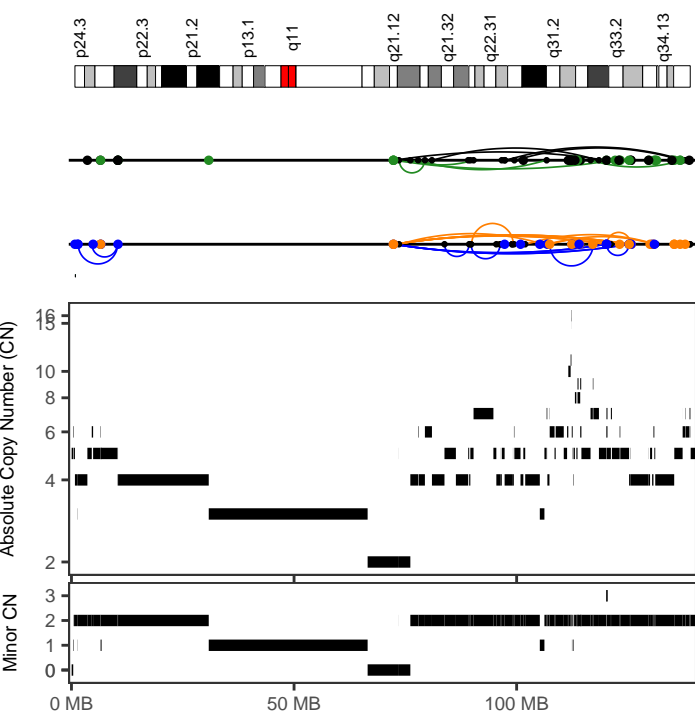 p24.3 p22.3 p21.2 p13.1 q11 q21.12 q21.32 q22.31 q31.2 q33.2 q34.13
Absolute Copy Number (CN)
16
15
10
8
6
4
2
Minor CN
3
2
1
0
0 MB 50 MB 100 MB